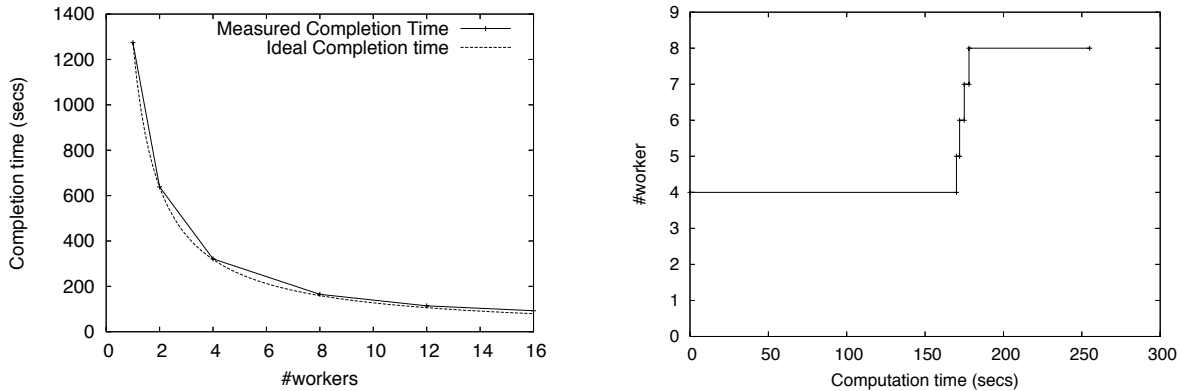 1400
1200
1000
800
600
400
200
0
0 2 4 6 8 10 12 14 16
Completion time (secs)
#workers
Measured Completion Time
Ideal Completion time
9
8
7
6
5
4
3
2
1
0
0 50 100 150 200 250 300
#worker
Computation time (secs)